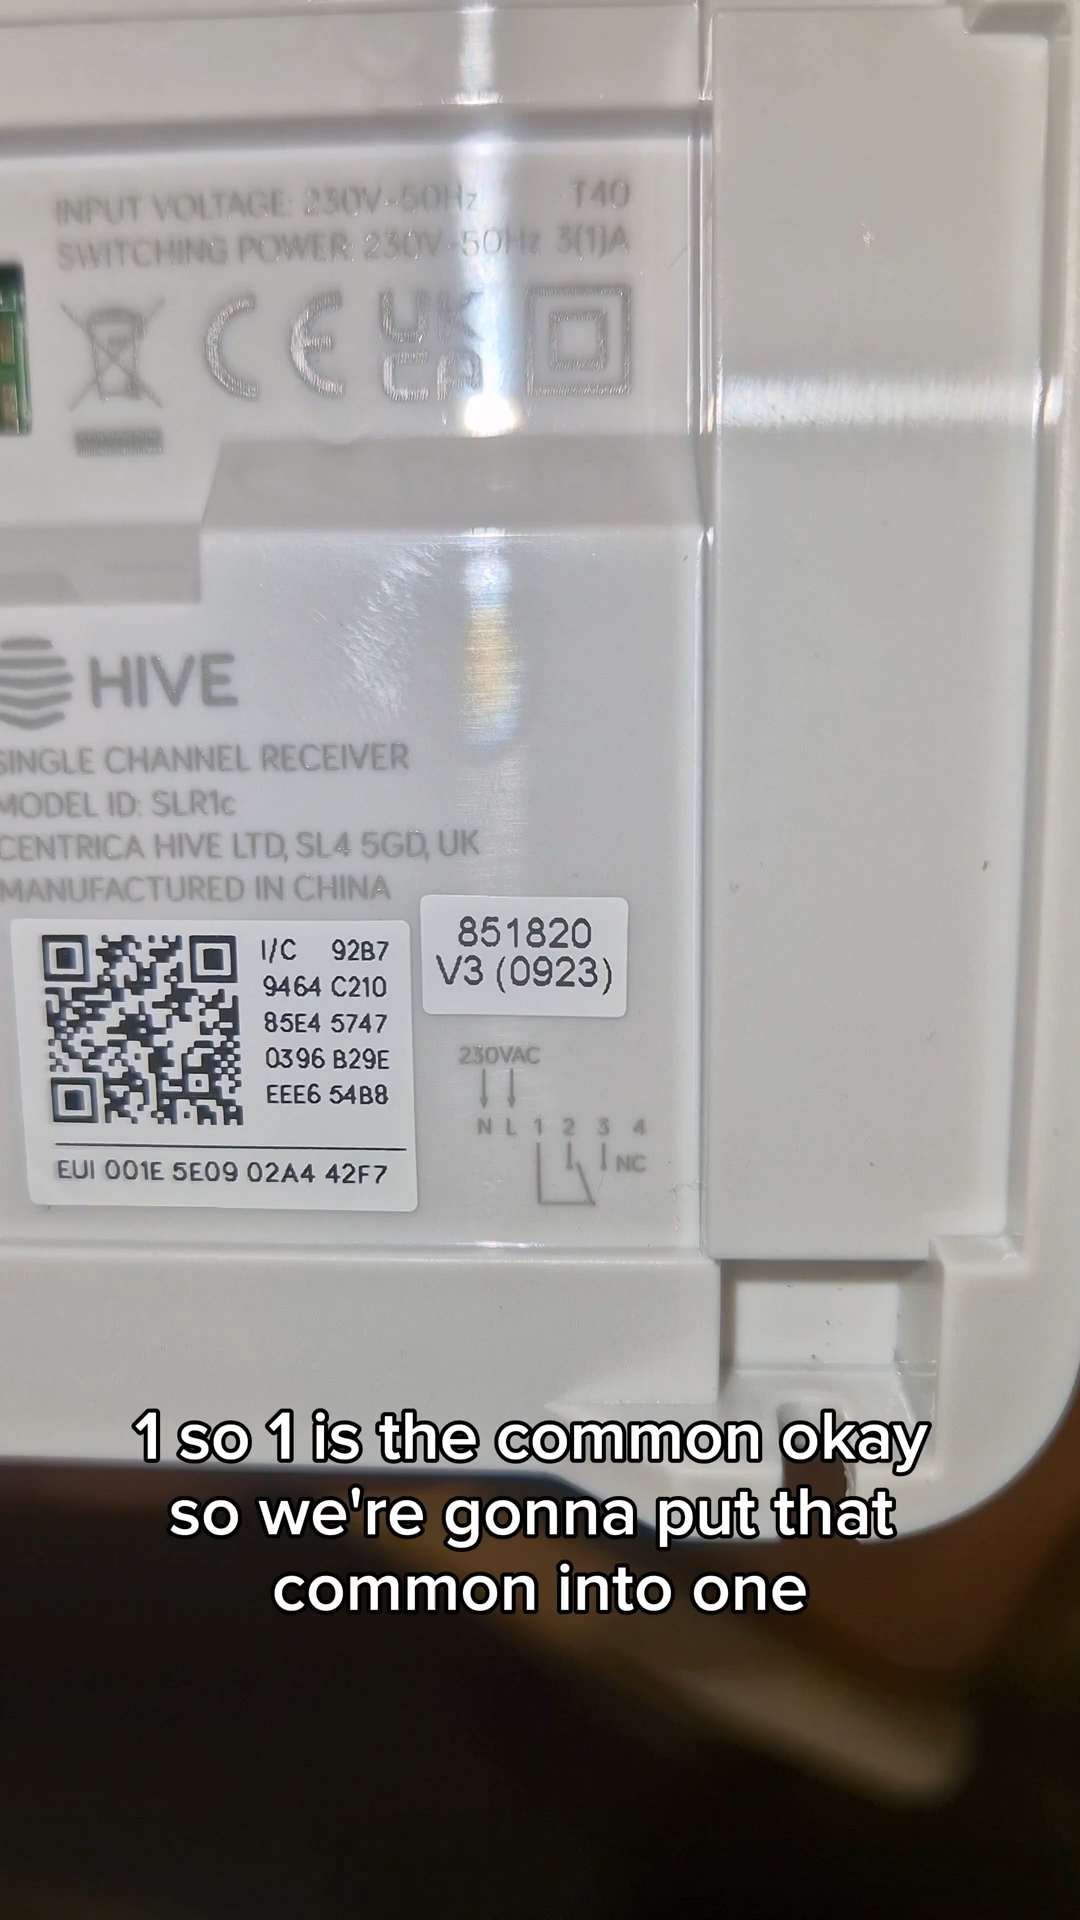 INPUT VOLTAGE: 230V~50Hz T40
SWITCHING POWER: 230V~50Hz 3(1)A
CE UK CA
HIVE
SINGLE CHANNEL RECEIVER
MODEL ID: SLR1c
CENTRICA HIVE LTD, SL4 5GD, UK
MANUFACTURED IN CHINA
851820
V3 (0923)
I/C 92B7
9464 C210
85E4 5747
0396 B29E
EEE6 54B8
EUI 001E 5E09 02A4 42F7
230VAC
N L 1 2 3 4
NC
1 so 1 is the common okay
so we're gonna put that
common into one